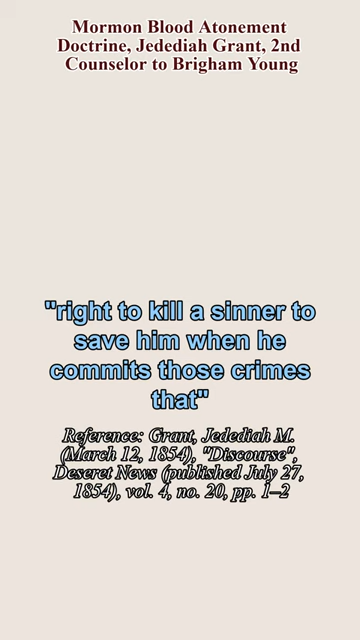 Mormon Blood Atonement
Doctrine, Jedediah Grant, 2nd
Counselor to Brigham Young
"right to kill a sinner to
save him when he
commits those crimes
that"
Reference: Grant, Jedediah M.
(March 12, 1854), "Discourse",
Deseret News (published July 27,
1854), vol. 4, no. 20, pp. 1–2